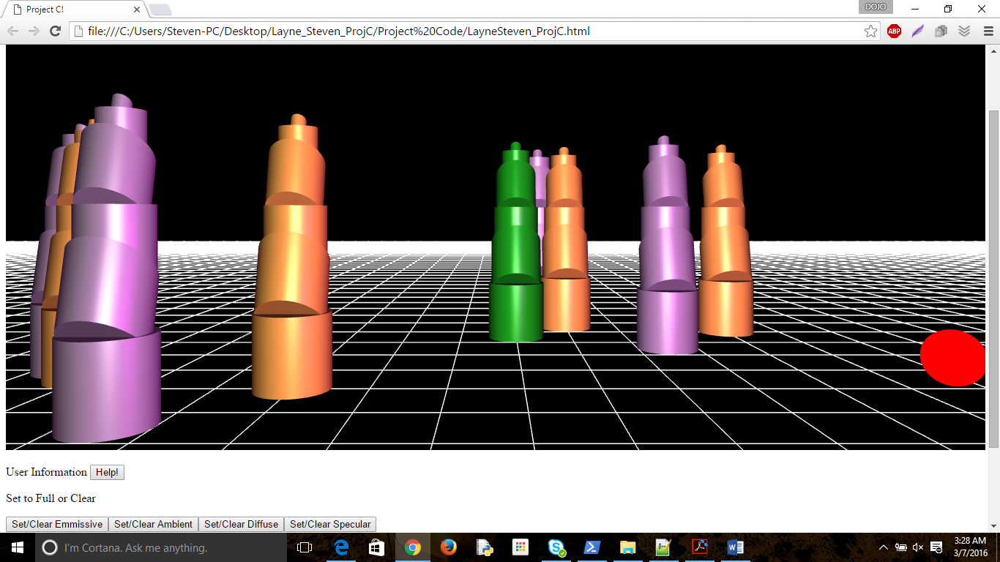 Project C!
DOJO
file:///C:/Users/Steven-PC/Desktop/Layne_Steven_ProjC/Project%20Code/LayneSteven_ProjC.html
ABP
User Information Help!
Set to Full or Clear
Set/Clear Emmissive Set/Clear Ambient Set/Clear Diffuse Set/Clear Specular
I'm Cortana. Ask me anything.
3:28 AM
3/7/2016